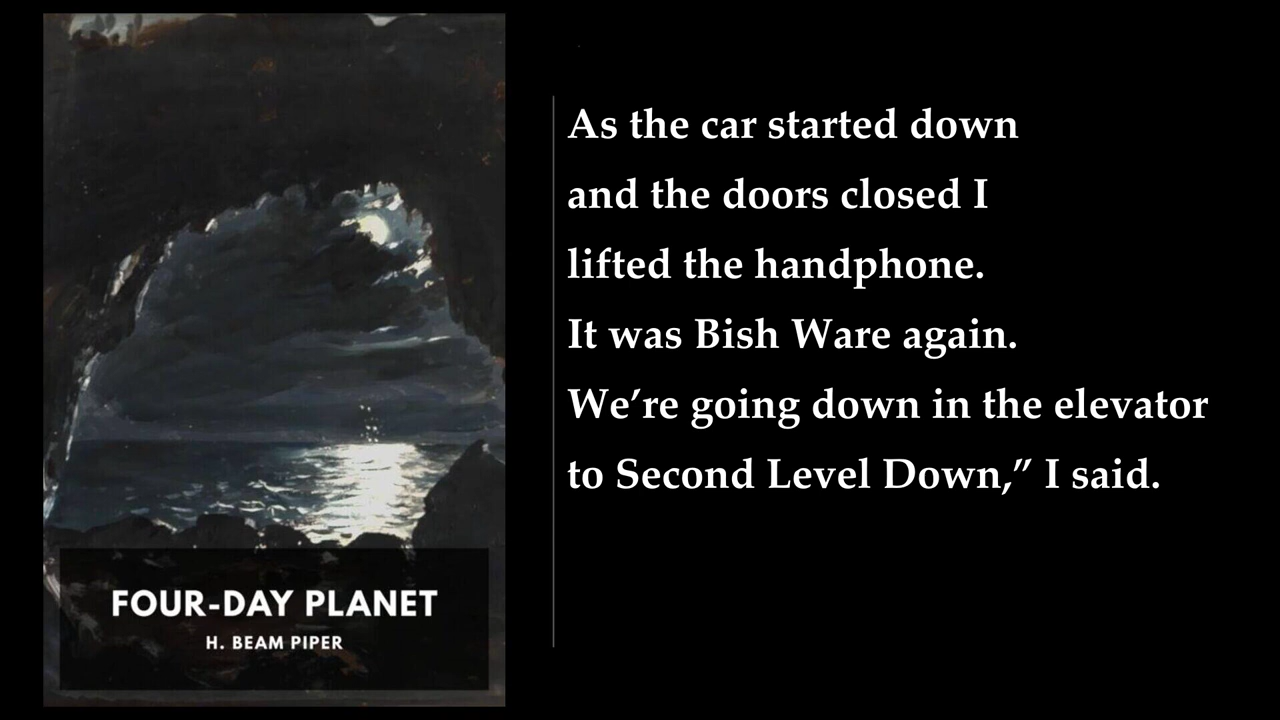 As the car started down
and the doors closed I
lifted the handphone.
It was Bish Ware again.
We’re going down in the elevator
to Second Level Down,” I said.
FOUR-DAY PLANET
H. BEAM PIPER